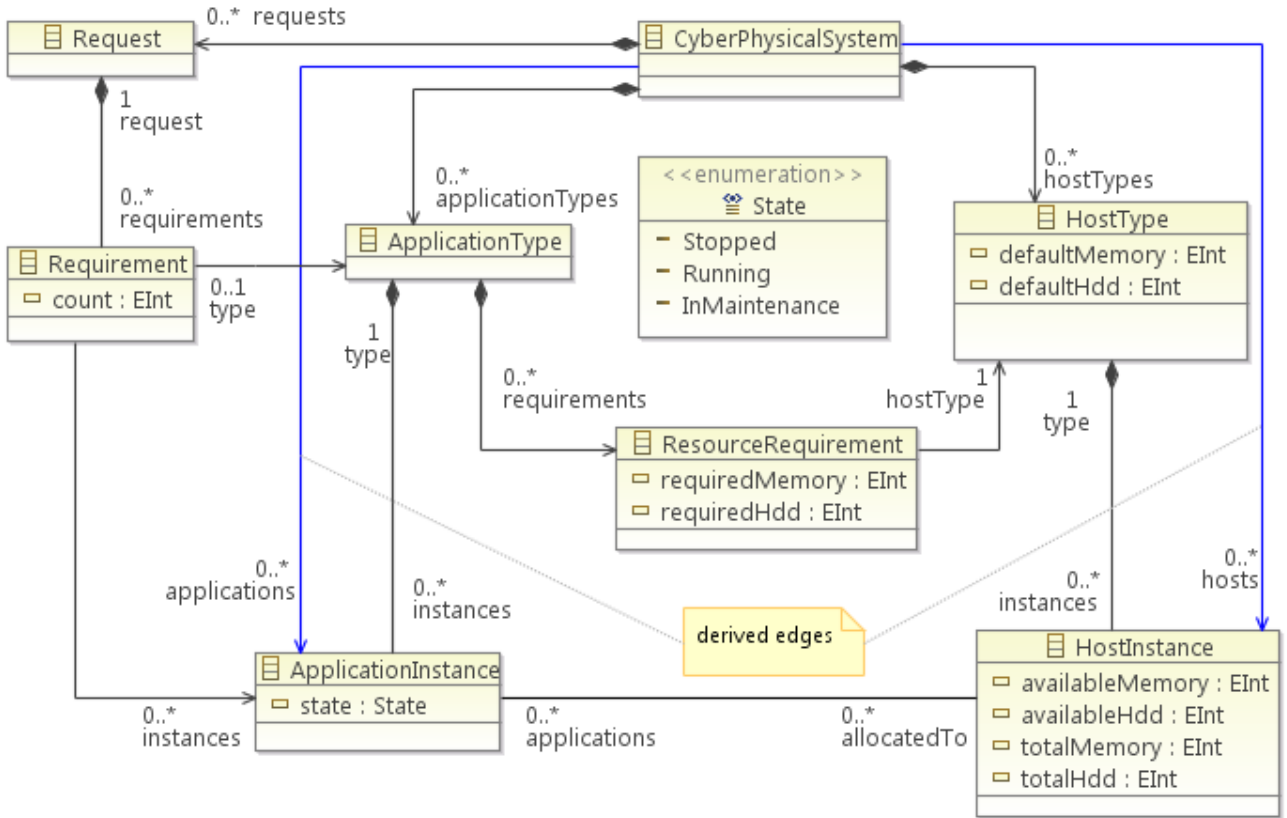 0..* requests
Request
CyberPhysicalSystem
1
request
0..*
requirements
0..*
applicationTypes
<<enumeration>>
State
Stopped
Running
InMaintenance
0..*
hostTypes
HostType
defaultMemory : EInt
defaultHdd : EInt
Requirement
count : EInt
0..1
type
ApplicationType
1
type
0..*
requirements
1
hostType
1
type
ResourceRequirement
requiredMemory : EInt
requiredHdd : EInt
0..*
applications
0..*
instances
derived edges
0..*
instances
0..*
hosts
ApplicationInstance
state : State
0..*
instances
0..*
applications
0..*
allocatedTo
HostInstance
availableMemory : EInt
availableHdd : EInt
totalMemory : EInt
totalHdd : EInt